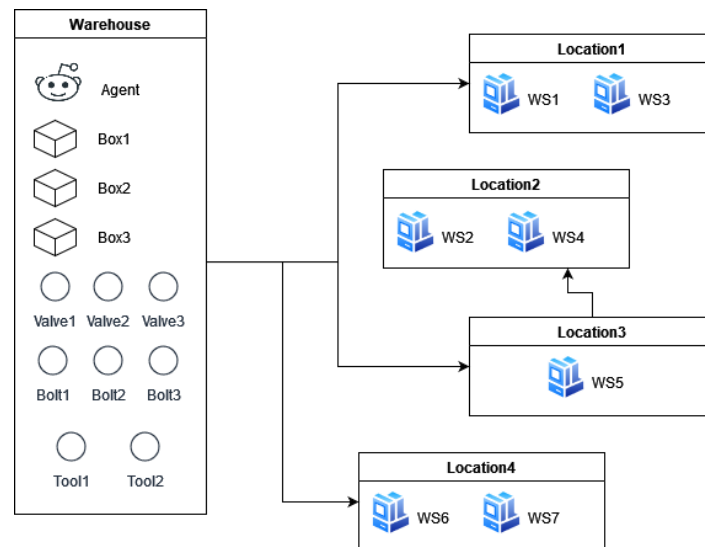 Warehouse
Agent
Box1
Box2
Box3
Valve1 Valve2 Valve3
Bolt1 Bolt2 Bolt3
Tool1 Tool2
Location1
WS1 WS3
Location2
WS2 WS4
Location3
WS5
Location4
WS6 WS7